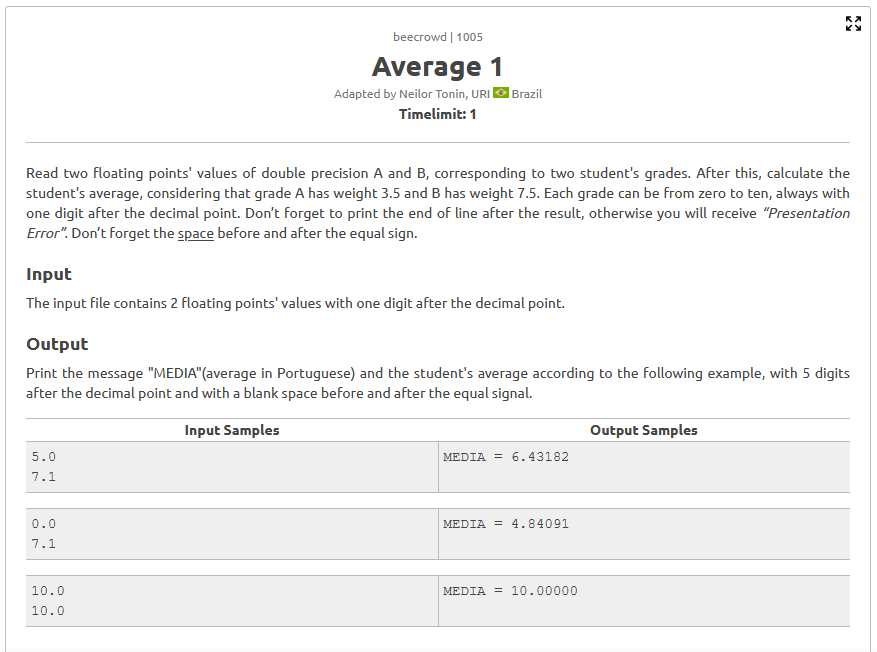 beecrowd | 1005
Average 1
Adapted by Neilor Tonin, URI Brazil
Timelimit: 1
Read two floating points' values of double precision A and B, corresponding to two student's grades. After this, calculate the
student's average, considering that grade A has weight 3.5 and B has weight 7.5. Each grade can be from zero to ten, always with
one digit after the decimal point. Don’t forget to print the end of line after the result, otherwise you will receive “Presentation
Error”. Don’t forget the space before and after the equal sign.
Input
The input file contains 2 floating points' values with one digit after the decimal point.
Output
Print the message "MEDIA"(average in Portuguese) and the student's average according to the following example, with 5 digits
after the decimal point and with a blank space before and after the equal signal.
Input Samples Output Samples
5.0 MEDIA = 6.43182
7.1
0.0 MEDIA = 4.84091
7.1
10.0 MEDIA = 10.00000
10.0